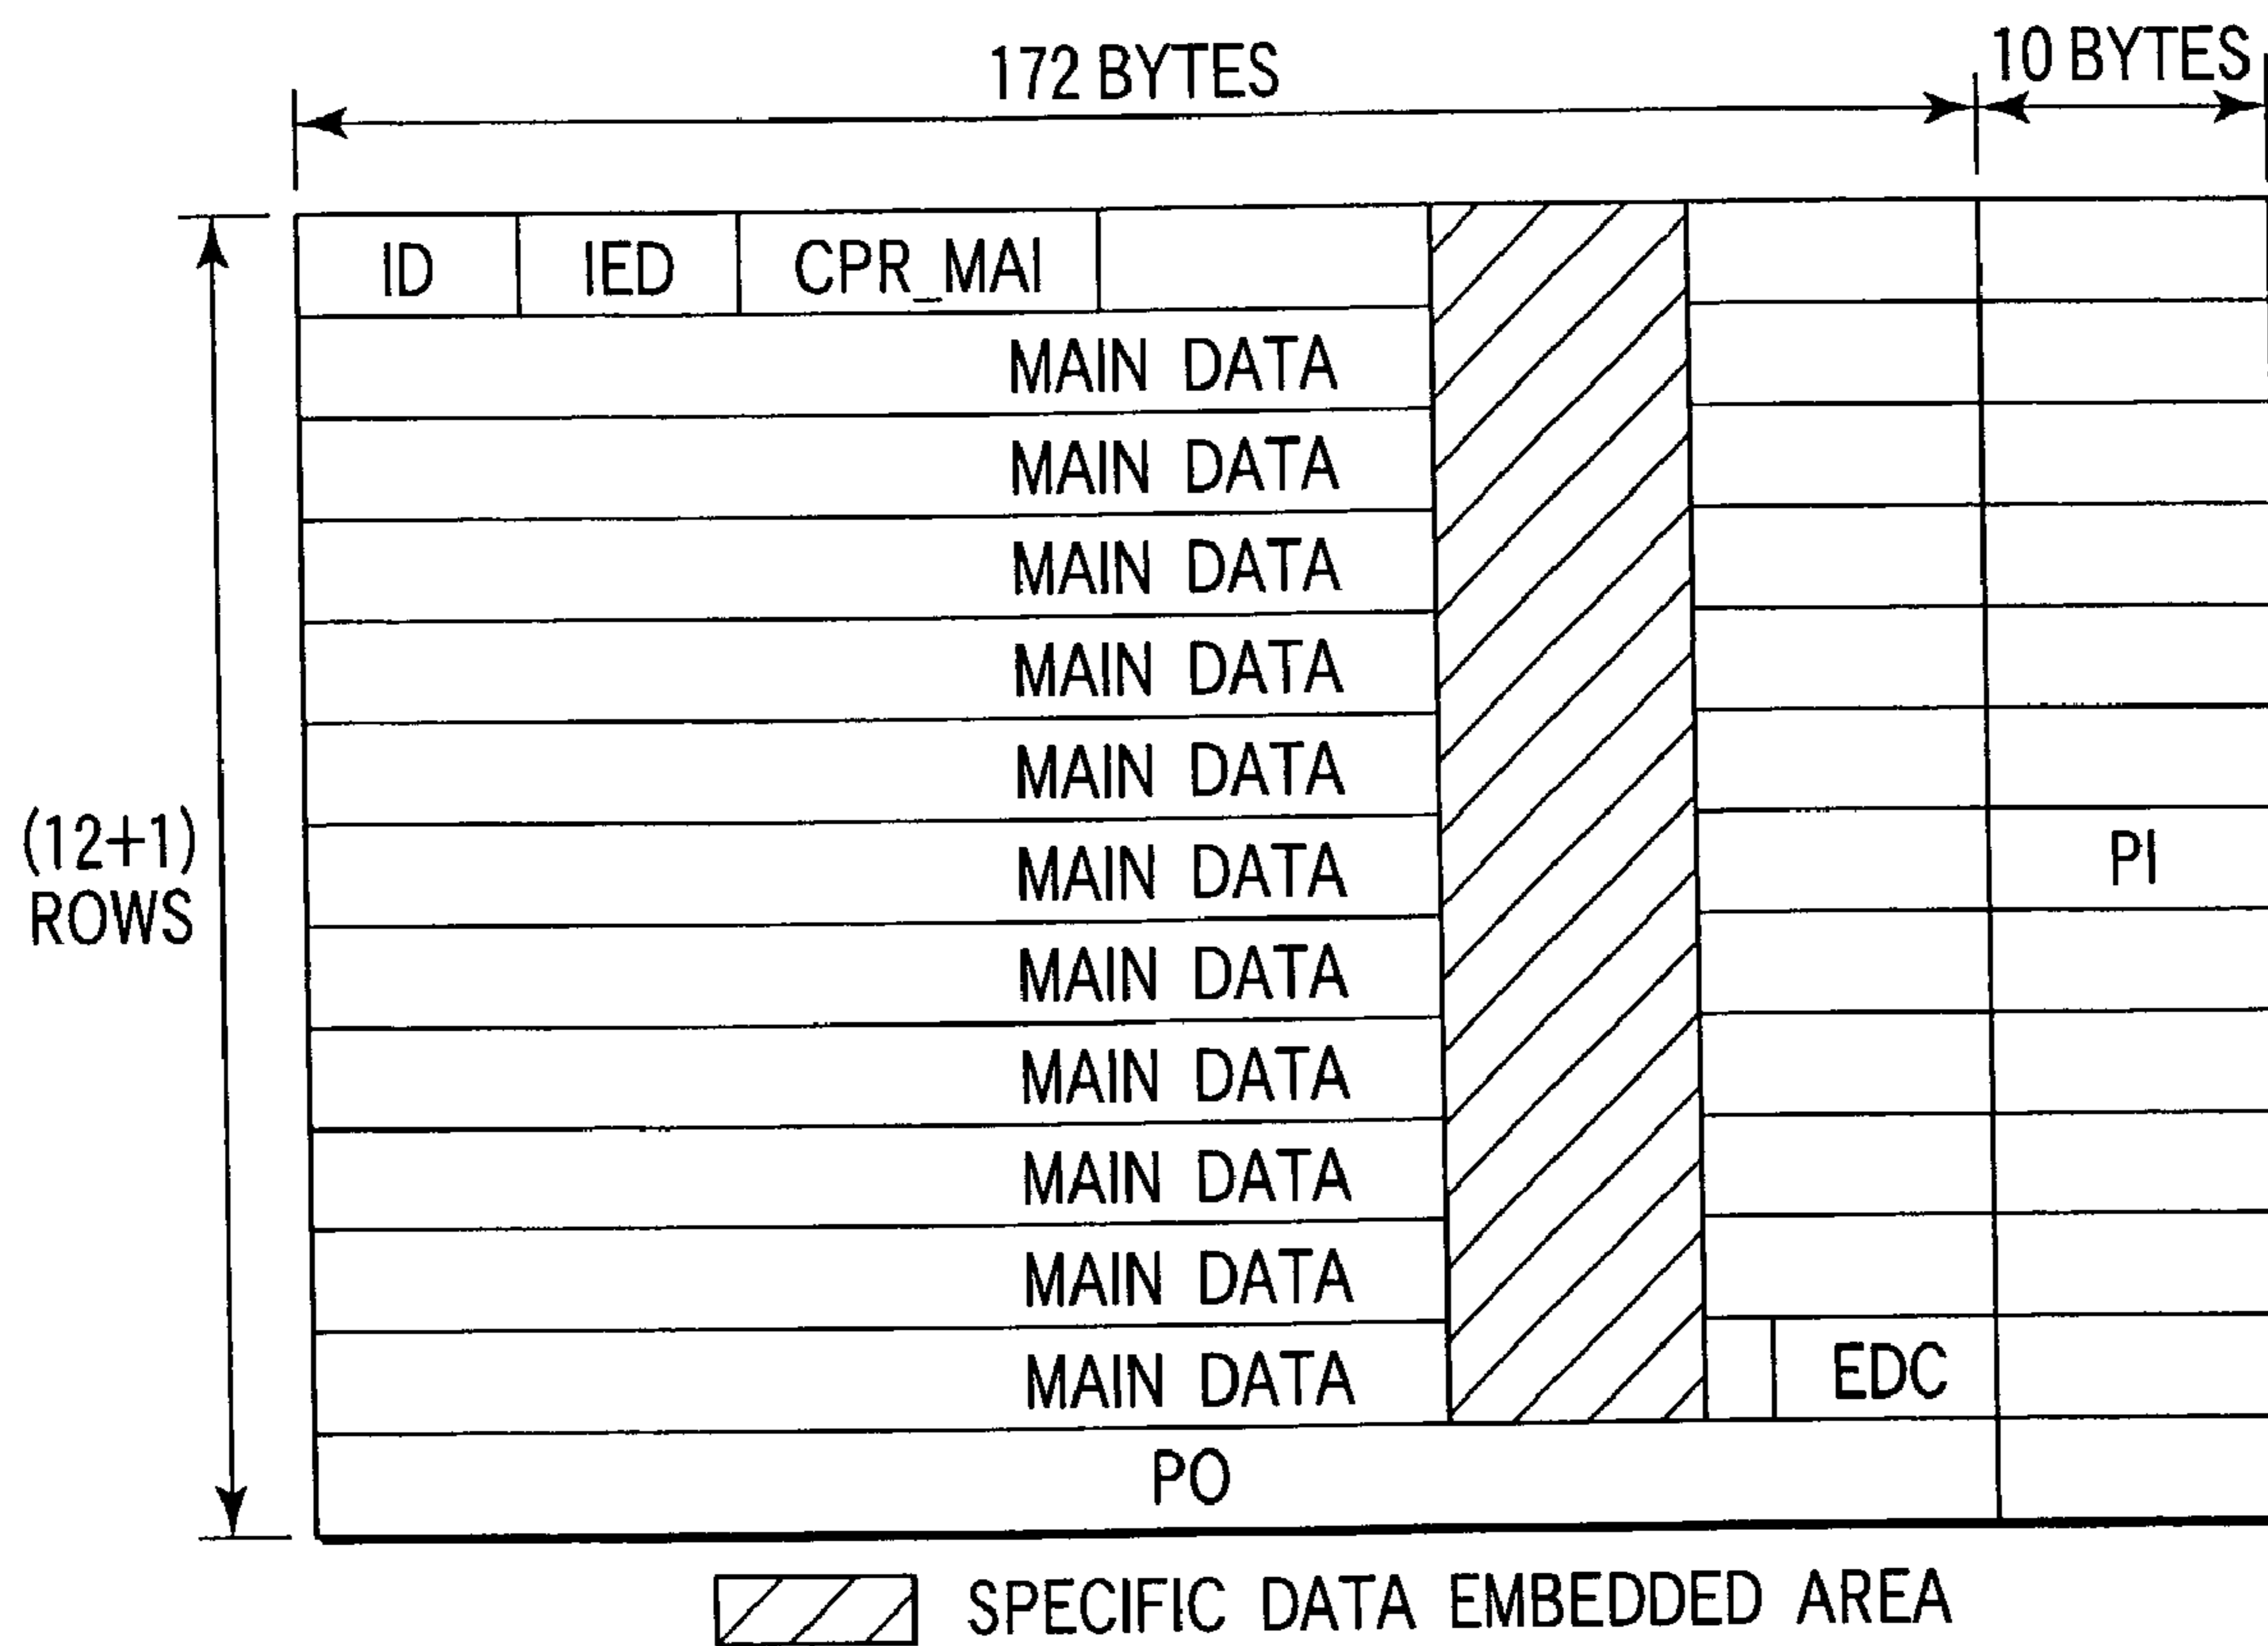 172 BYTES
10 BYTES
ID IED CPR_MAI
MAIN DATA
MAIN DATA
MAIN DATA
MAIN DATA
MAIN DATA
(12+1)
ROWS
MAIN DATA
PI
MAIN DATA
MAIN DATA
MAIN DATA
MAIN DATA
MAIN DATA
EDC
PO
SPECIFIC DATA EMBEDDED AREA